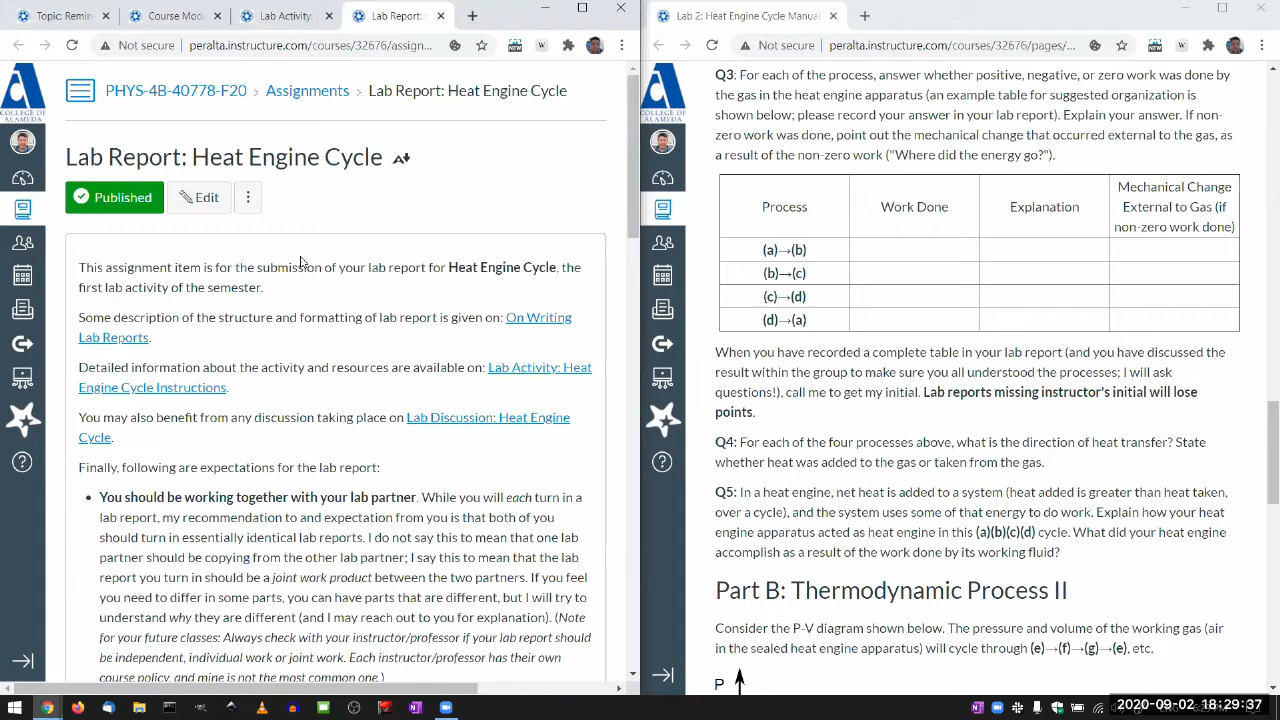 Topic: Remin
Course Mod
Lab Activity:
Lab Report:
Lab 2: Heat Engine Cycle Manua
Not secure
peralta.instructure.com/courses/32676/assign...
Not secure
peralta.instructure.com/courses/32676/pages/...
COLLEGE OF
ALAMEDA
PHYS-4B-40778-F20 > Assignments > Lab Report: Heat Engine Cycle
Lab Report: Heat Engine Cycle
Published
Edit
This assignment item is for the submission of your lab report for Heat Engine Cycle, the
first lab activity of the semester.
Some description of the structure and formatting of lab report is given on: On Writing
Lab Reports.
Detailed information about the activity and resources are available on: Lab Activity: Heat
Engine Cycle Instructions.
You may also benefit from any discussion taking place on Lab Discussion: Heat Engine
Cycle.
Finally, following are expectations for the lab report:
• You should be working together with your lab partner. While you will each turn in a
lab report, my recommendation to and expectation from you is that both of you
should turn in essentially identical lab reports. I do not say this to mean that one lab
partner should be copying from the other lab partner; I say this to mean that the lab
report you turn in should be a joint work product between the two partners. If you feel
you need to differ in some parts, you can have parts that are different, but I will try to
understand why they are different (and I may reach out to you for explanation). (Note
for your future classes: Always check with your instructor/professor if your lab report should
be independent, individual work or joint work. Each instructor/professor has their own
course policy, and mine is not the most common one.)
COLLEGE OF
ALAMEDA
Q3: For each of the process, answer whether positive, negative, or zero work was done by
the gas in the heat engine apparatus (an example table for suggested organization is
shown below; please record your answer in your lab report). Explain your answer. If non-
zero work was done, point out the mechanical change that occurred external to the gas, as
a result of the non-zero work ("Where did the energy go?").
Process
Work Done
Explanation
Mechanical Change
External to Gas (if
non-zero work done)
(a)→(b)
(b)→(c)
(c)→(d)
(d)→(a)
When you have recorded a complete table in your lab report (and you have discussed the
result within the group to make sure you all understood the processes; I will ask
questions!), call me to get my initial. Lab reports missing instructor's initial will lose
points.
Q4: For each of the four processes above, what is the direction of heat transfer? State
whether heat was added to the gas or taken from the gas.
Q5: In a heat engine, net heat is added to a system (heat added is greater than heat taken,
over a cycle), and the system uses some of that energy to do work. Explain how your heat
engine apparatus acted as heat engine in this (a)(b)(c)(d) cycle. What did your heat engine
accomplish as a result of the work done by its working fluid?
Part B: Thermodynamic Process II
Consider the P-V diagram shown below. The pressure and volume of the working gas (air
in the sealed heat engine apparatus) will cycle through (e)→(f)→(g)→(e), etc.
P
2020-09-02 18:29:37